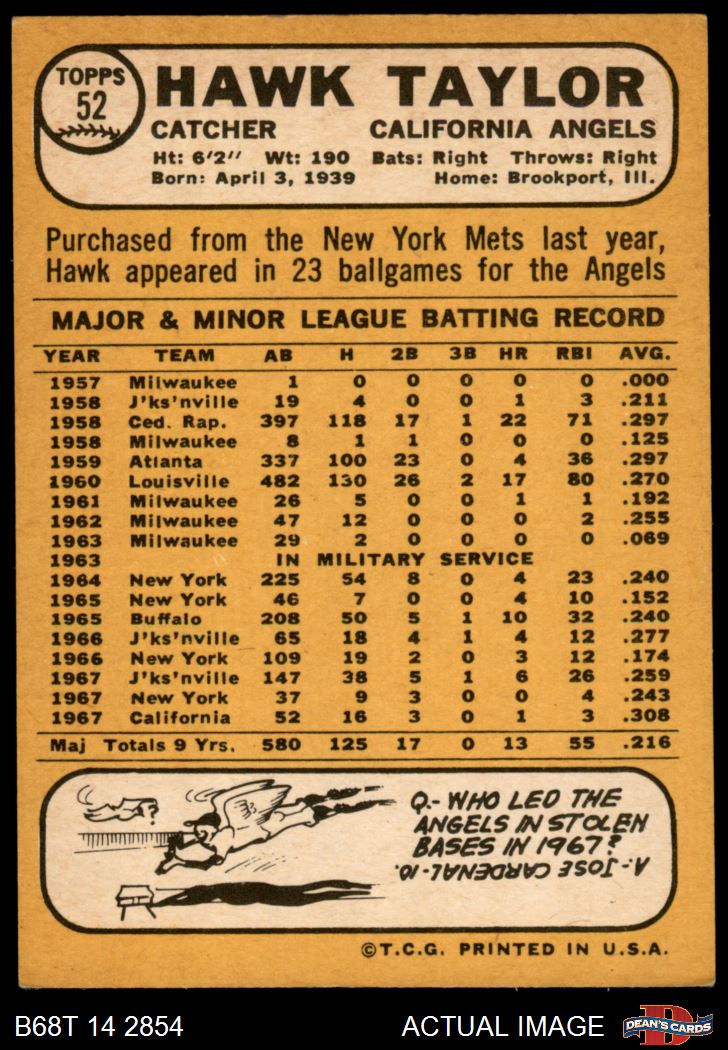 TOPPS
52
HAWK TAYLOR
CATCHER CALIFORNIA ANGELS
Ht: 6'2" Wt: 190 Bats: Right Throws: Right
Born: April 3, 1939 Home: Brookport, Ill.
Purchased from the New York Mets last year,
Hawk appeared in 23 ballgames for the Angels
MAJOR & MINOR LEAGUE BATTING RECORD
YEAR TEAM AB H 2B 3B HR RBI AVG.
1957 Milwaukee 1 0 0 0 0 0 .000
1958 J'ks'nville 19 4 0 0 1 3 .211
1958 Ced. Rap. 397 118 17 1 22 71 .297
1958 Milwaukee 8 1 1 0 0 0 .125
1959 Atlanta 337 100 23 0 4 36 .297
1960 Louisville 482 130 26 2 17 80 .270
1961 Milwaukee 26 5 0 0 1 1 .192
1962 Milwaukee 47 12 0 0 0 2 .255
1963 Milwaukee 29 2 0 0 0 0 .069
1963 IN MILITARY SERVICE
1964 New York 225 54 8 0 4 23 .240
1965 New York 46 7 0 0 4 10 .152
1965 Buffalo 208 50 5 1 10 32 .240
1966 J'ks'nville 65 18 4 1 4 12 .277
1966 New York 109 19 2 0 3 12 .174
1967 J'ks'nville 147 38 5 1 6 26 .259
1967 New York 37 9 3 0 0 4 .243
1967 California 52 16 3 0 1 3 .308
Maj Totals 9 Yrs. 580 125 17 0 13 55 .216
?
Q.- WHO LED THE
ANGELS IN STOLEN
BASES IN 1967?
A.- JOSE CARDENAL-10.
©T.C.G. PRINTED IN U.S.A.
B68T 14 2854 ACTUAL IMAGE
D
DEAN'S CARDS